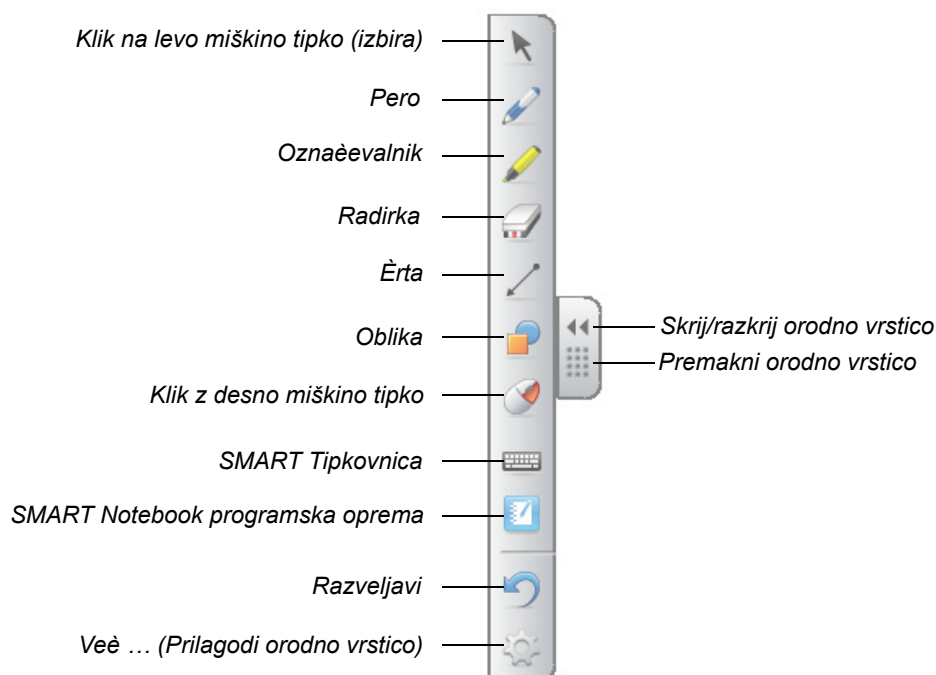 Klik na levo miškino tipko (izbira)
Pero
Oznaèevalnik
Radirka
Èrta
Oblika
Klik z desno miškino tipko
SMART Tipkovnica
SMART Notebook programska oprema
Razveljavi
Veè … (Prilagodi orodno vrstico)
Skrij/razkrij orodno vrstico
Premakni orodno vrstico